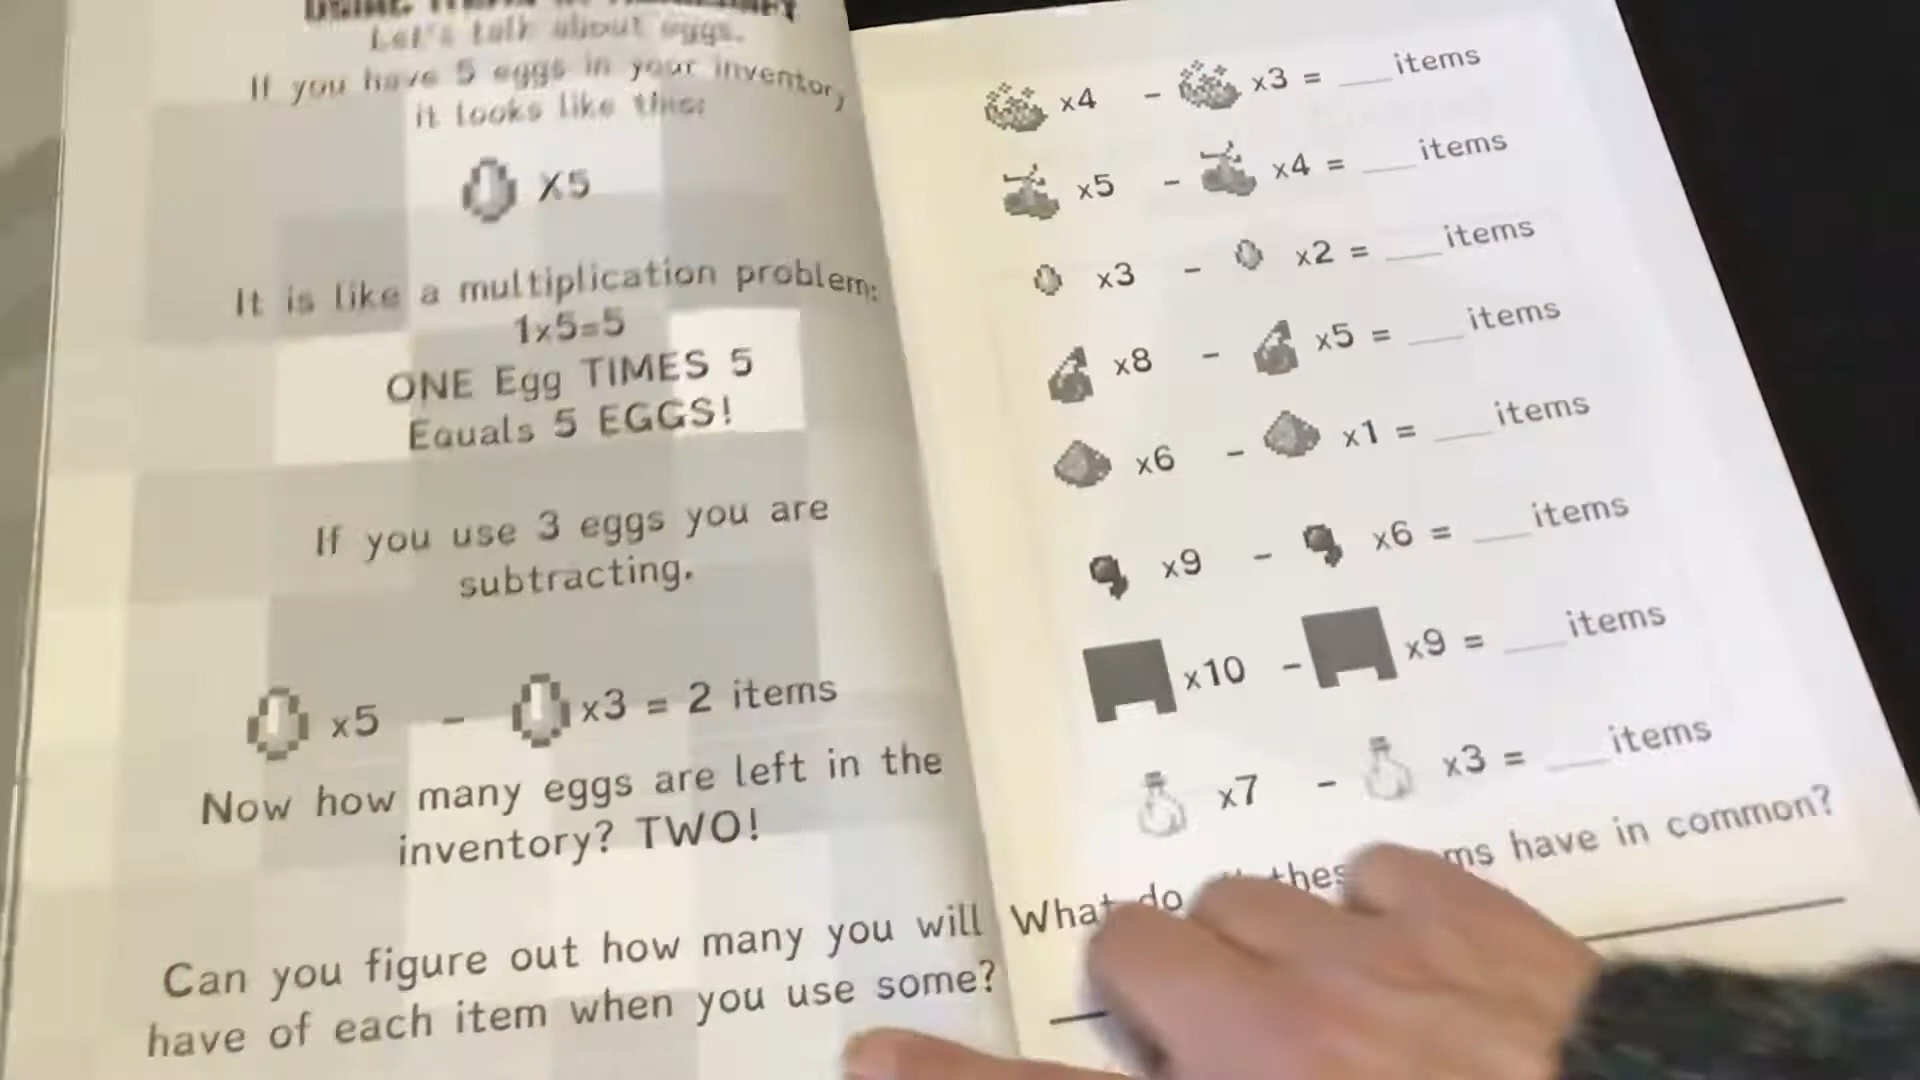 Let's talk about eggs.
If you have 5 eggs in your inventory
it looks like this:
X5
It is like a multiplication problem:
1x5=5
ONE Egg TIMES 5
Equals 5 EGGS!
If you use 3 eggs you are
subtracting.
x5 - x3 = 2 items
Now how many eggs are left in the
inventory? TWO!
Can you figure out how many you will
have of each item when you use some?
x4 - x3 = ___ items
x5 - x4 = ___ items
x3 - x2 = ___ items
x8 - x5 = ___ items
x6 - x1 = ___ items
x9 - x6 = ___ items
x10 - x9 = ___ items
x7 - x3 = ___ items
What do have in common?